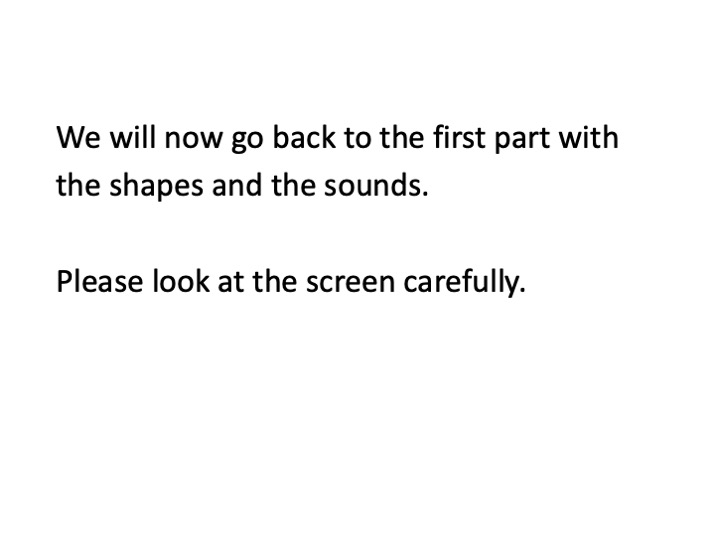 We will now go back to the first part with
the shapes and the sounds.
Please look at the screen carefully.